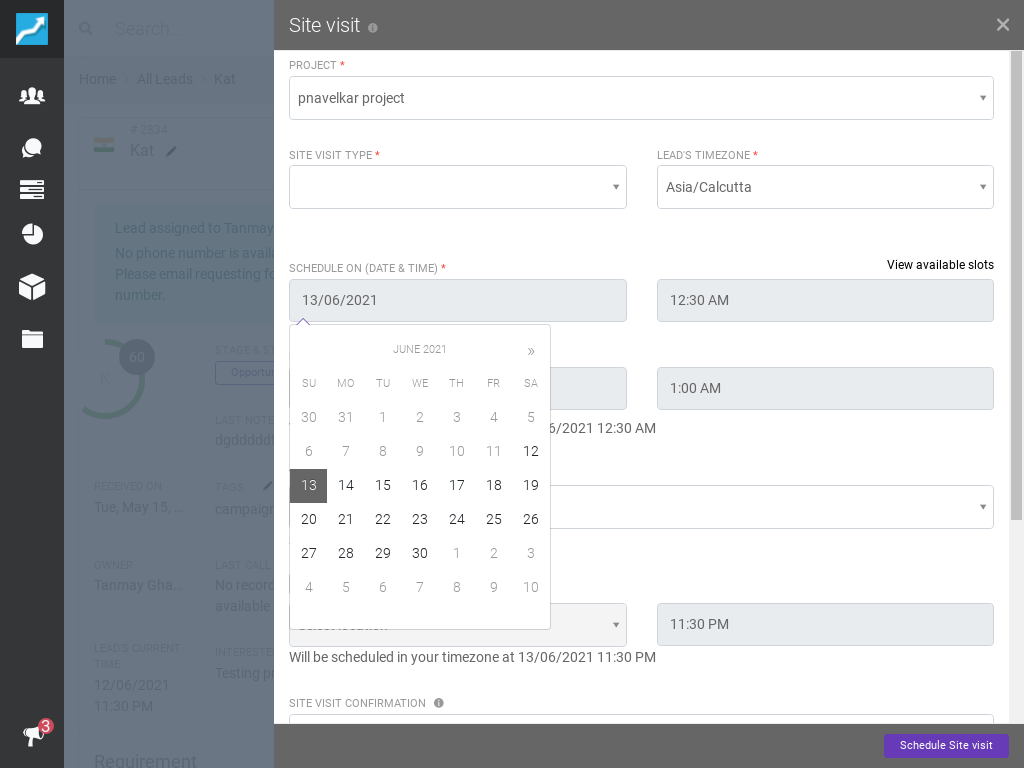 Site visit
Search..
Home › All Leads › Kat
# 2834
Kat
Lead assigned to Tanmay
No phone number is avail
Please email requesting fo
number.
60
K
STAGE & S
Opportun
LAST NOTE
dgdddddf
RECEIVED ON
Tue, May 15, ...
TAGS
campaign
OWNER
Tanmay Gha...
LAST CALL
No record
available
LEAD'S CURRENT
TIME
12/06/2021
11:30 PM
INTERESTE
Testing p
Requirement
3
PROJECT *
pnavelkar project
SITE VISIT TYPE *
LEAD'S TIMEZONE *
Asia/Calcutta
SCHEDULE ON (DATE & TIME) *
View available slots
13/06/2021
12:30 AM
JUNE 2021 »
SU MO TU WE TH FR SA
30 31 1 2 3 4 5
6 7 8 9 10 11 12
13 14 15 16 17 18 19
20 21 22 23 24 25 26
27 28 29 30 1 2 3
4 5 6 7 8 9 10
1:00 AM
6/2021 12:30 AM
11:30 PM
Will be scheduled in your timezone at 13/06/2021 11:30 PM
SITE VISIT CONFIRMATION
Schedule Site visit